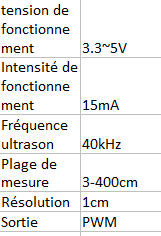 tension de
fonctionne
ment 3.3~5V
Intensité de
fonctionne
ment 15mA
Fréquence
ultrason 40kHz
Plage de
mesure 3-400cm
Résolution 1cm
Sortie PWM